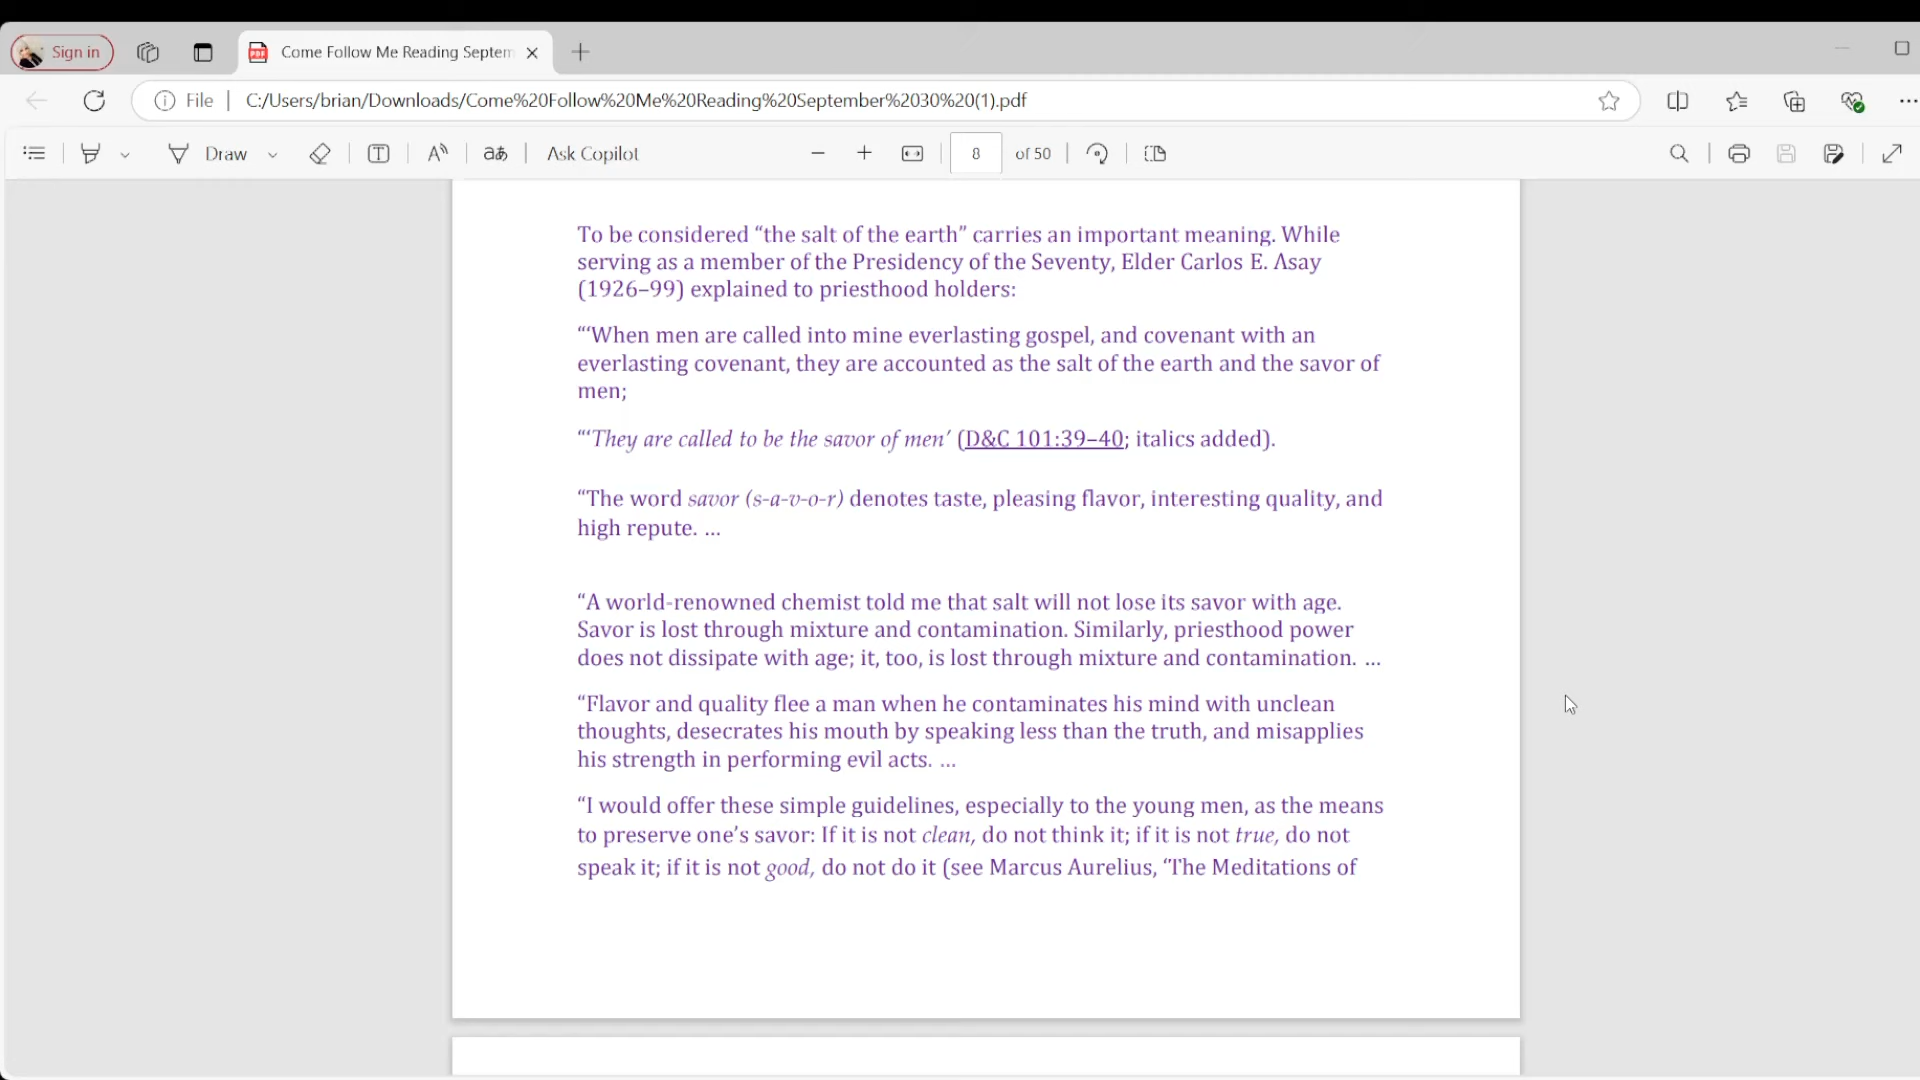 Sign in
Come Follow Me Reading Septem
File
C:/Users/brian/Downloads/Come%20Follow%20Me%20Reading%20September%2030%20(1).pdf
Draw
Ask Copilot
8
of 50
To be considered “the salt of the earth” carries an important meaning. While
serving as a member of the Presidency of the Seventy, Elder Carlos E. Asay
(1926–99) explained to priesthood holders:
“‘When men are called into mine everlasting gospel, and covenant with an
everlasting covenant, they are accounted as the salt of the earth and the savor of
men;
“‘They are called to be the savor of men’ (D&C 101:39–40; italics added).
“The word savor (s-a-v-o-r) denotes taste, pleasing flavor, interesting quality, and
high repute. …
“A world-renowned chemist told me that salt will not lose its savor with age.
Savor is lost through mixture and contamination. Similarly, priesthood power
does not dissipate with age; it, too, is lost through mixture and contamination. …
“Flavor and quality flee a man when he contaminates his mind with unclean
thoughts, desecrates his mouth by speaking less than the truth, and misapplies
his strength in performing evil acts. …
“I would offer these simple guidelines, especially to the young men, as the means
to preserve one’s savor: If it is not clean, do not think it; if it is not true, do not
speak it; if it is not good, do not do it (see Marcus Aurelius, “The Meditations of